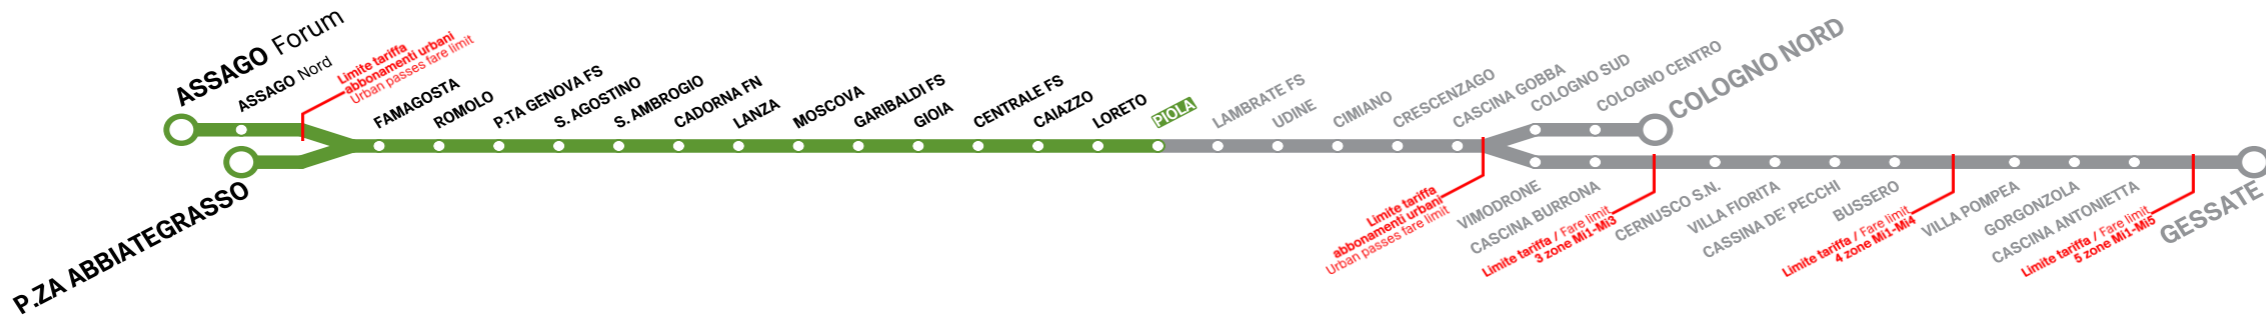 ASSAGO Forum
ASSAGO Nord
Limite tariffa
abbonamenti urbani
Urban passes fare limit
P.ZA ABBIATEGRASSO
FAMAGOSTA
ROMOLO
P.TA GENOVA FS
S. AGOSTINO
S. AMBROGIO
CADORNA FN
LANZA
MOSCOVA
GARIBALDI FS
GIOIA
CENTRALE FS
CAIAZZO
LORETO
PIOLA
LAMBRATE FS
UDINE
CIMIANO
CRESCENZAGO
CASCINA GOBBA
COLOGNO SUD
COLOGNO CENTRO
COLOGNO NORD
Limite tariffa
abbonamenti urbani
Urban passes fare limit
VIMODRONE
CASCINA BURRONA
Limite tariffa / Fare limit
3 zone Mi1-Mi3
CERNUSCO S.N.
VILLA FIORITA
CASSINA DE' PECCHI
BUSSERO
Limite tariffa / Fare limit
4 zone Mi1-Mi4
VILLA POMPEA
GORGONZOLA
CASCINA ANTONIETTA
Limite tariffa / Fare limit
5 zone Mi1-Mi5
GESSATE